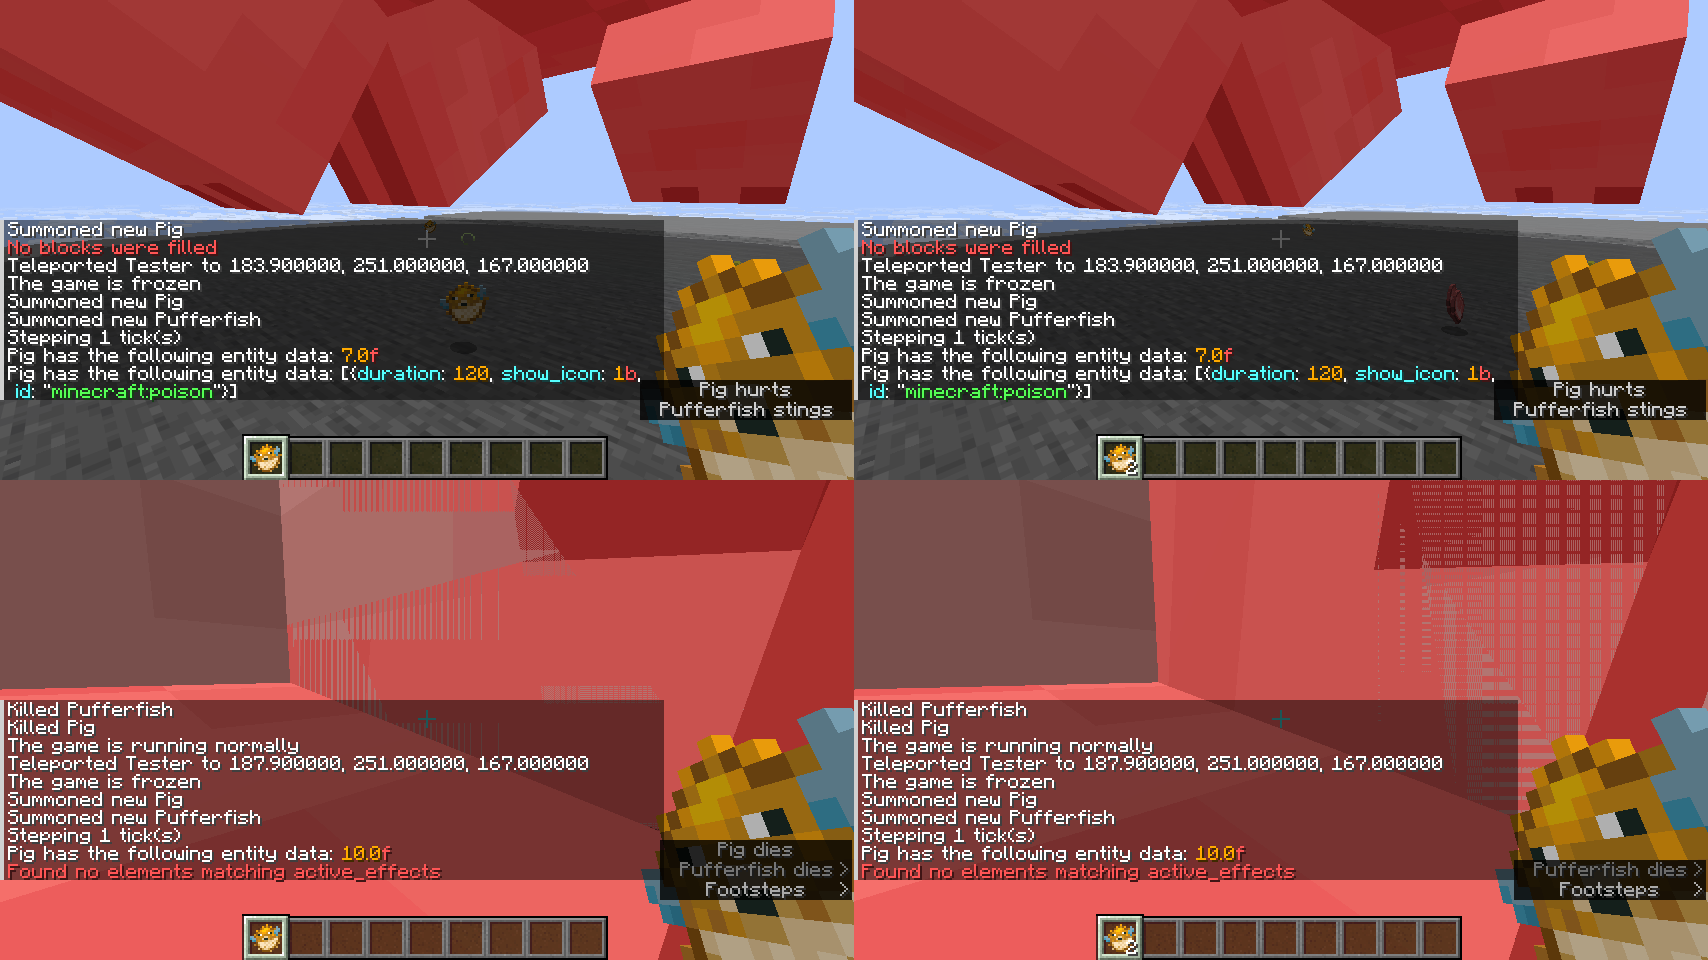 Summoned new Pig
No blocks were filled
Teleported Tester to 183.900000, 251.000000, 167.000000
The game is frozen
Summoned new Pig
Summoned new Pufferfish
Stepping 1 tick(s)
Pig has the following entity data: 7.0f
Pig has the following entity data: [{duration: 120, show_icon: 1b,
id: "minecraft:poison"}]
Pig hurts
Pufferfish stings
Summoned new Pig
No blocks were filled
Teleported Tester to 183.900000, 251.000000, 167.000000
The game is frozen
Summoned new Pig
Summoned new Pufferfish
Stepping 1 tick(s)
Pig has the following entity data: 7.0f
Pig has the following entity data: [{duration: 120, show_icon: 1b,
id: "minecraft:poison"}]
Pig hurts
Pufferfish stings
2
Killed Pufferfish
Killed Pig
The game is running normally
Teleported Tester to 187.900000, 251.000000, 167.000000
The game is frozen
Summoned new Pig
Summoned new Pufferfish
Stepping 1 tick(s)
Pig has the following entity data: 10.0f
Found no elements matching active_effects
Pig dies
Pufferfish dies >
Footsteps >
Killed Pufferfish
Killed Pig
The game is running normally
Teleported Tester to 187.900000, 251.000000, 167.000000
The game is frozen
Summoned new Pig
Summoned new Pufferfish
Stepping 1 tick(s)
Pig has the following entity data: 10.0f
Found no elements matching active_effects
Pufferfish dies >
Footsteps >
2